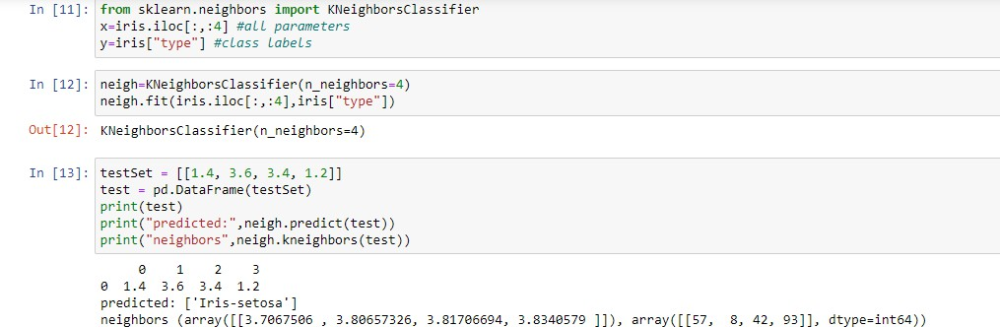 In [11]: from sklearn.neighbors import KNeighborsClassifier
x=iris.iloc[:,:4] #all parameters
y=iris["type"] #class labels
In [12]: neigh=KNeighborsClassifier(n_neighbors=4)
neigh.fit(iris.iloc[:,:4],iris["type"])
Out[12]: KNeighborsClassifier(n_neighbors=4)
In [13]: testSet = [[1.4, 3.6, 3.4, 1.2]]
test = pd.DataFrame(testSet)
print(test)
print("predicted:",neigh.predict(test))
print("neighbors",neigh.kneighbors(test))
0 1 2 3
0 1.4 3.6 3.4 1.2
predicted: ['Iris-setosa']
neighbors (array([[3.7067506 , 3.80657326, 3.81706694, 3.8340579 ]]), array([[57, 8, 42, 93]], dtype=int64))